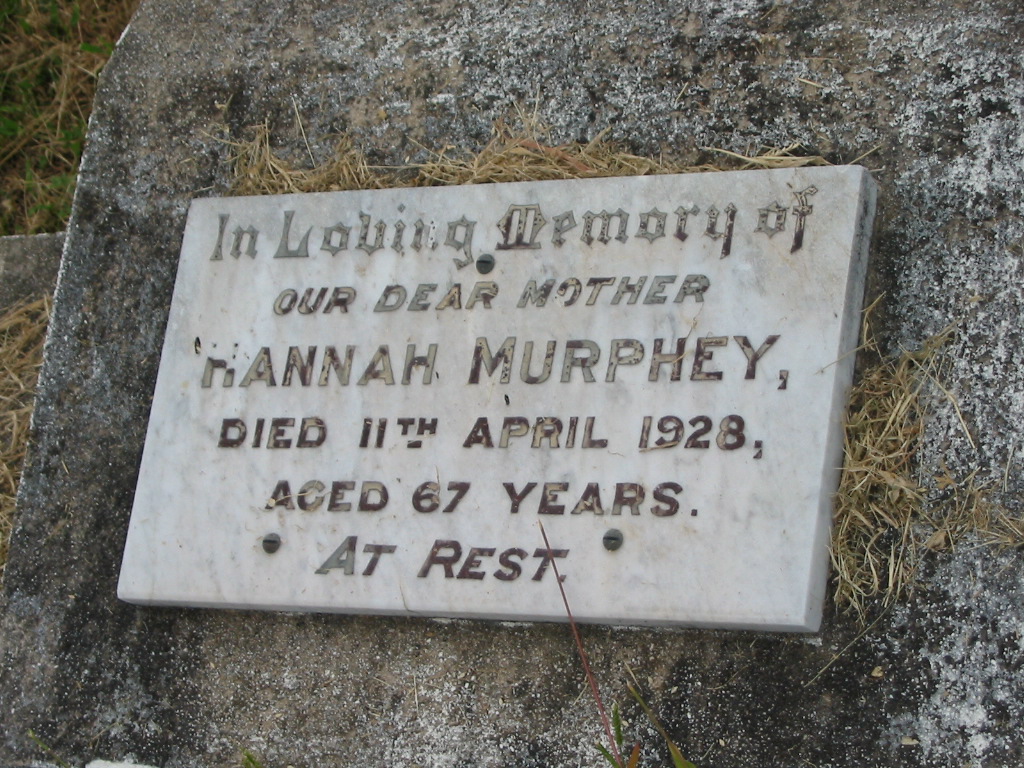 In Loving Memory of
OUR DEAR MOTHER
HANNAH MURPHEY,
DIED 11TH APRIL 1928,
AGED 67 YEARS.
AT REST.